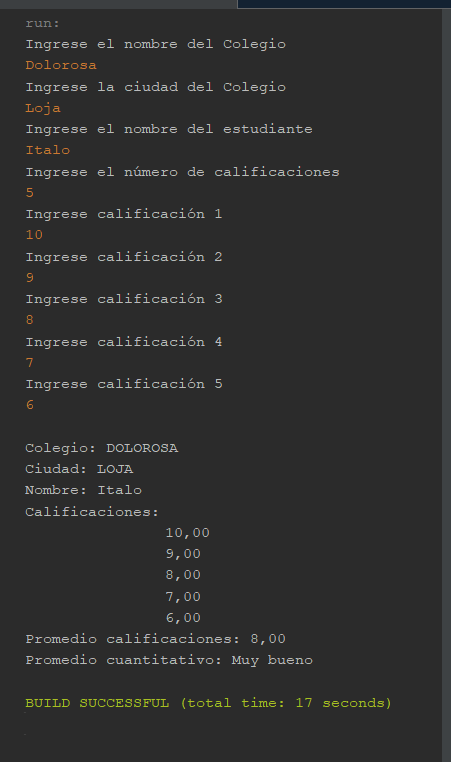 run:
Ingrese el nombre del Colegio
Dolorosa
Ingrese la ciudad del Colegio
Loja
Ingrese el nombre del estudiante
Italo
Ingrese el número de calificaciones
5
Ingrese calificación 1
10
Ingrese calificación 2
9
Ingrese calificación 3
8
Ingrese calificación 4
7
Ingrese calificación 5
6
Colegio: DOLOROSA
Ciudad: LOJA
Nombre: Italo
Calificaciones:
10,00
9,00
8,00
7,00
6,00
Promedio calificaciones: 8,00
Promedio cuantitativo: Muy bueno
BUILD SUCCESSFUL (total time: 17 seconds)